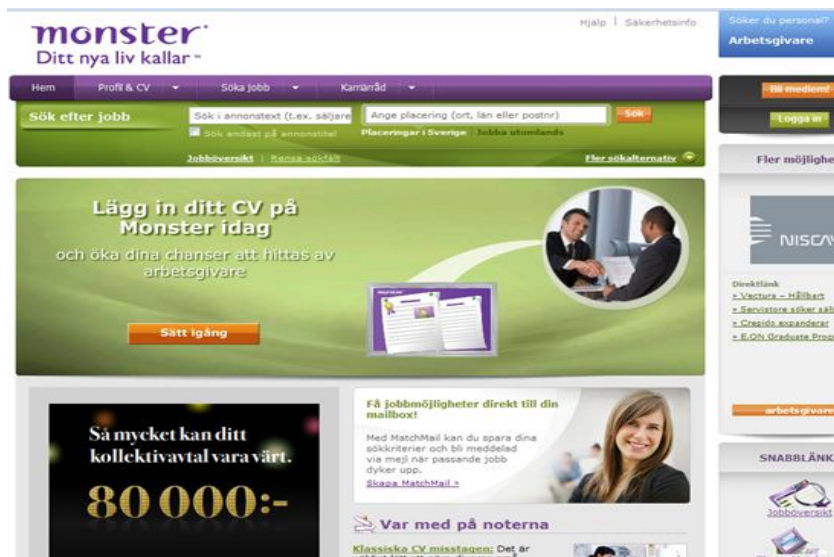 monster
Ditt nya liv kallar
Hjälp | Säkerhetsinfo
Söker du personal?
Arbetsgivare
Hem
Profil & CV
Söka jobb
Karriärråd
Bli medlem!
Logga in
Sök efter jobb
Sök i annonstext (t.ex. säljare
Ange placering (ort, län eller postnr)
Sök
Sök endast på annonstitel
Placeringar i Sverige
Jobba utomlands
Jobböversikt | Rensa sökfält
Fler sökalternativ
Fler möjlighe
Lägg in ditt CV på
Monster idag
och öka dina chanser att hittas av
arbetsgivare
Sätt igång
Direktlänk
» Vectura – Hållbart
» Servistore söker säl
» Crepido expanderar
» E.ON Graduate Prog
arbetsgivare
Så mycket kan ditt
kollektivavtal vara värt.
80 000:-
Få jobbmöjligheter direkt till din
mailbox!
Med MatchMail kan du spara dina
sökkriterier och bli meddelad
via mejl när passande jobb
dyker upp.
Skapa MatchMail »
Var med på noterna
Klassiska CV misstagen: Det är
SNABBLÄNK
Jobböversikt